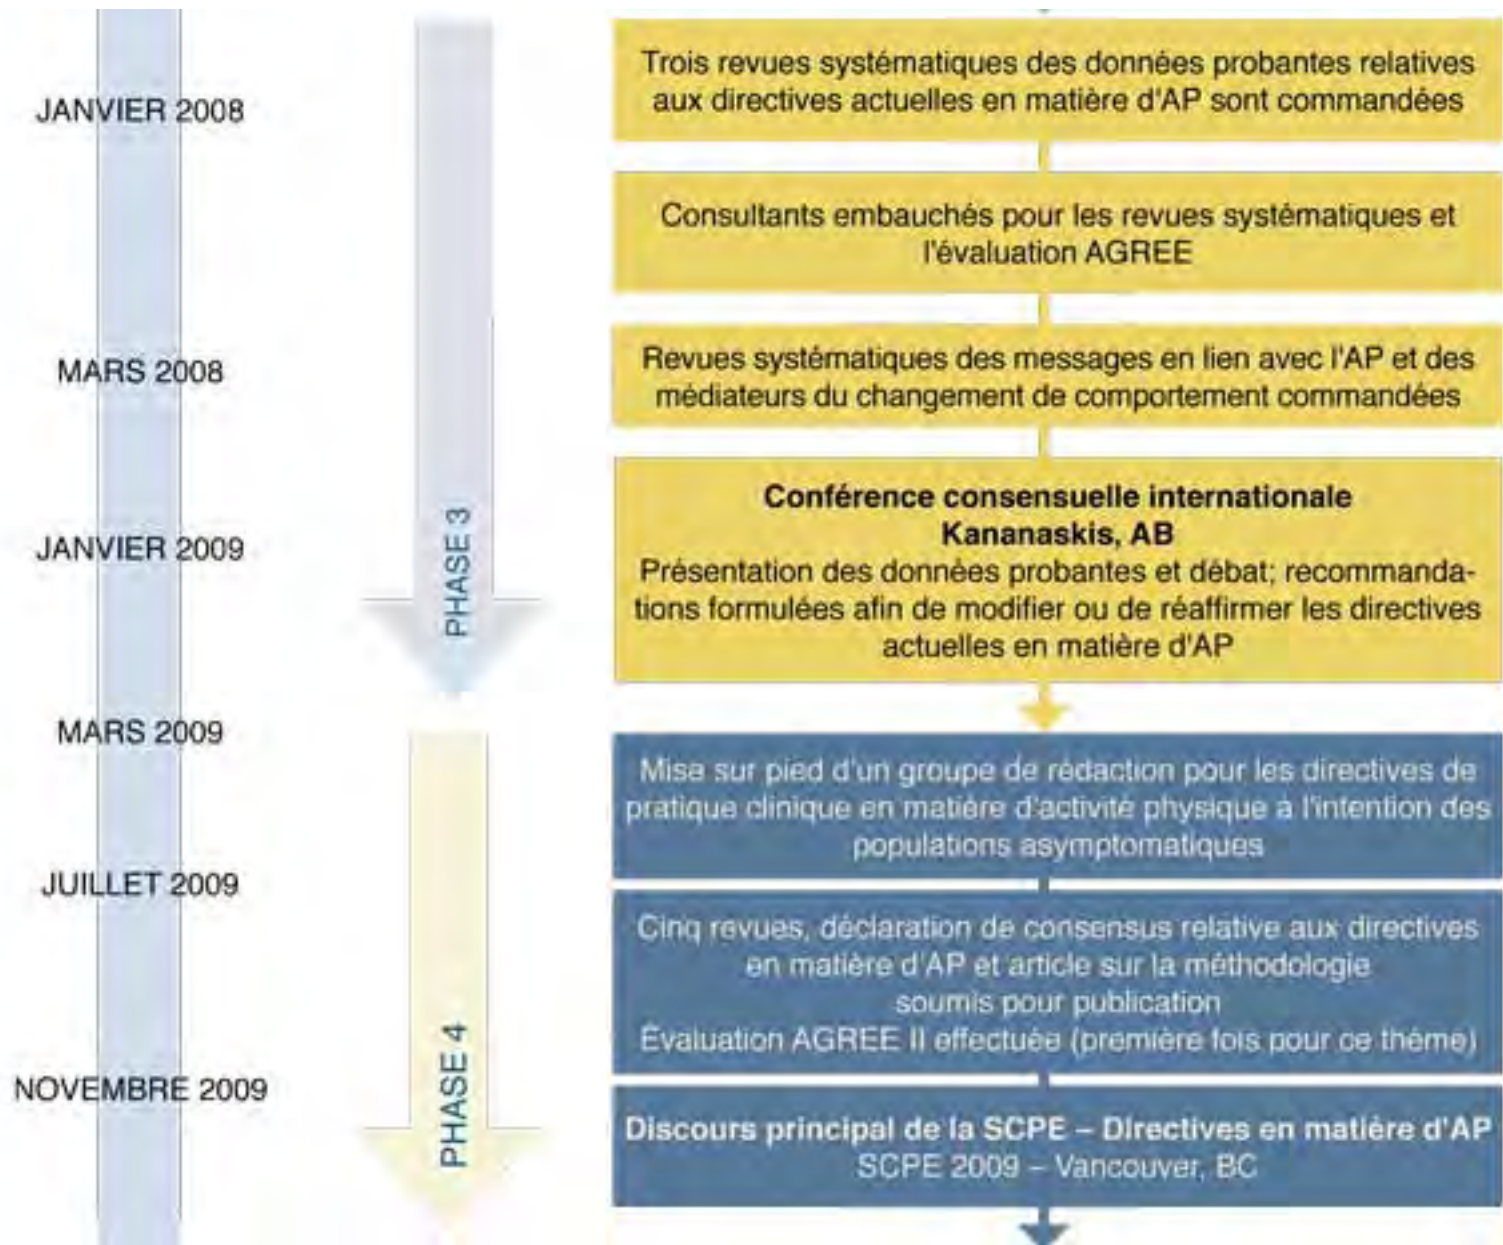 JANVIER 2008
Trois revues systématiques des données probantes relatives
aux directives actuelles en matière d'AP sont commandées
Consultants embauchés pour les revues systématiques et
l'évaluation AGREE
MARS 2008
Revues systématiques des messages en lien avec l'AP et des
médiateurs du changement de comportement commandées
JANVIER 2009
PHASE 3
Conférence consensuelle internationale
Kananaskis, AB
Présentation des données probantes et débat; recommanda-
tions formulées afin de modifier ou de réaffirmer les directives
actuelles en matière d'AP
MARS 2009
Mise sur pied d'un groupe de rédaction pour les directives de
pratique clinique en matière d'activité physique à l'intention des
populations asymptomatiques
JUILLET 2009
Cinq revues, déclaration de consensus relative aux directives
en matière d'AP et article sur la méthodologie
soumis pour publication
Évaluation AGREE II effectuée (première fois pour ce thème)
NOVEMBRE 2009
PHASE 4
Discours principal de la SCPE – Directives en matière d'AP
SCPE 2009 – Vancouver, BC